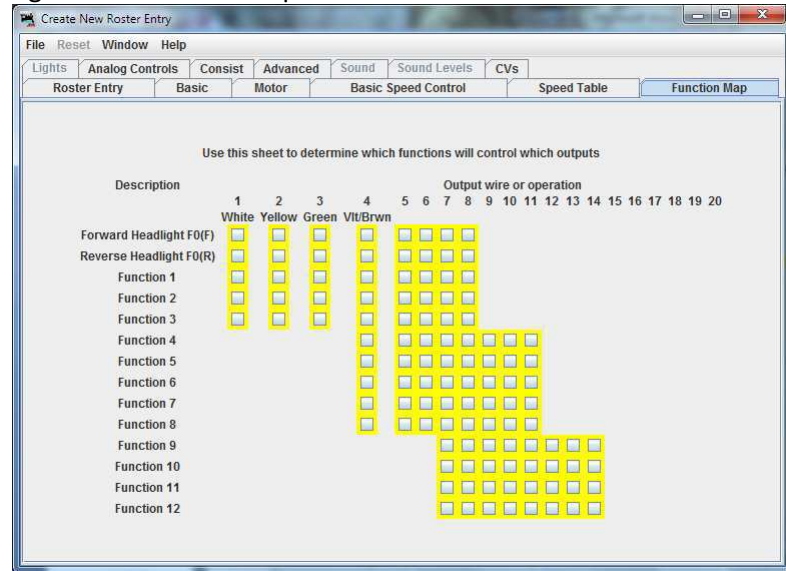 Create New Roster Entry
File Reset Window Help
Lights Analog Controls Consist Advanced Sound Sound Levels CVs
Roster Entry Basic Motor Basic Speed Control Speed Table Function Map
Use this sheet to determine which functions will control which outputs
Description Output wire or operation
1 2 3 4 5 6 7 8 9 10 11 12 13 14 15 16 17 18 19 20
White Yellow Green Vlt/Brwn
Forward Headlight F0(F)
Reverse Headlight F0(R)
Function 1
Function 2
Function 3
Function 4
Function 5
Function 6
Function 7
Function 8
Function 9
Function 10
Function 11
Function 12